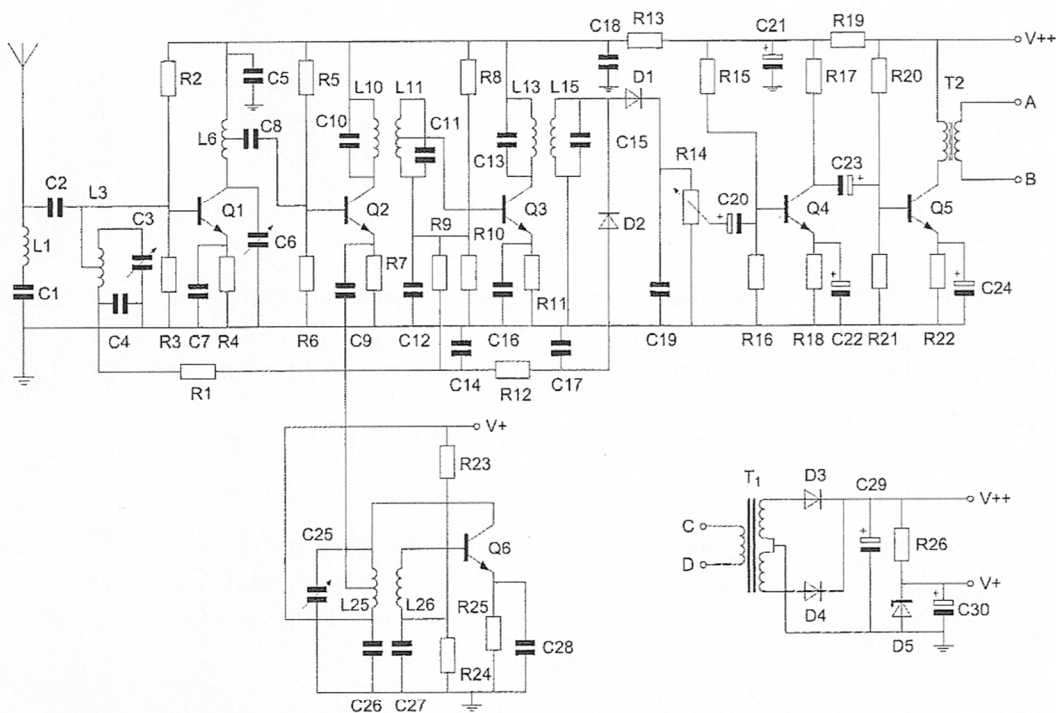 C18 R13 C21 R19 V++
R2 C5 R5 L10 L11 R8 L13 L15 D1 R15 R17 R20 T2
C8 A
L6 C10 C11 C13 C15 R14 C23
C2 L3 B
C3 Q1 Q2 Q3 C20 Q4 Q5
L1 C6 R9 R10 D2
R7
C1 R11 C24
C4 R3 C7 R4 R6 C9 C12 C16 C19 R16 R18 C22 R21 R22
C14 C17
R1 R12
V+
R23
C25 Q6
L25 L26 R25
R24 C28
C26 C27
T1 D3 C29 V++
C
R26
D
D4 V+
D5 C30
+
+
+
+
+
+
+